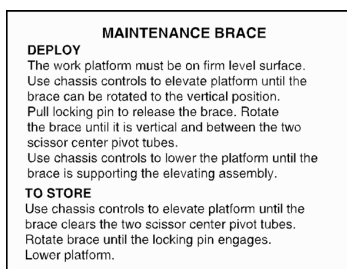 MAINTENANCE BRACE
DEPLOY
The work platform must be on firm level surface.
Use chassis controls to elevate platform until the
brace can be rotated to the vertical position.
Pull locking pin to release the brace. Rotate
the brace until it is vertical and between the two
scissor center pivot tubes.
Use chassis controls to lower the platform until the
brace is supporting the elevating assembly.
TO STORE
Use chassis controls to elevate platform until the
brace clears the two scissor center pivot tubes.
Rotate brace until the locking pin engages.
Lower platform.